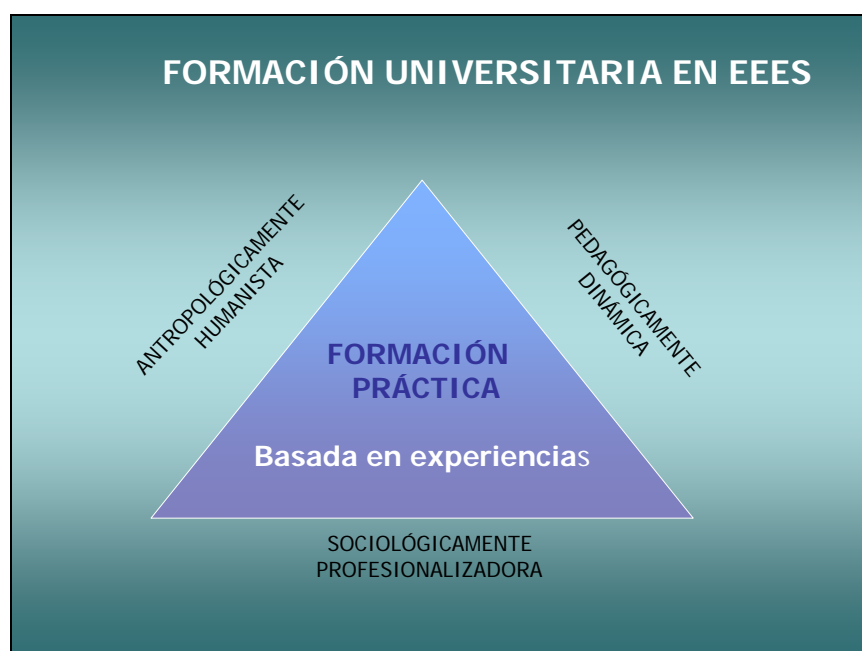 FORMACIÓN UNIVERSITARIA EN EEES
ANTROPOLÓGICAMENTE
HUMANISTA
PEDAGÓGICAMENTE
DINÁMICA
FORMACIÓN
PRÁCTICA
Basada en experiencias
SOCIOLÓGICAMENTE
PROFESIONALIZADORA